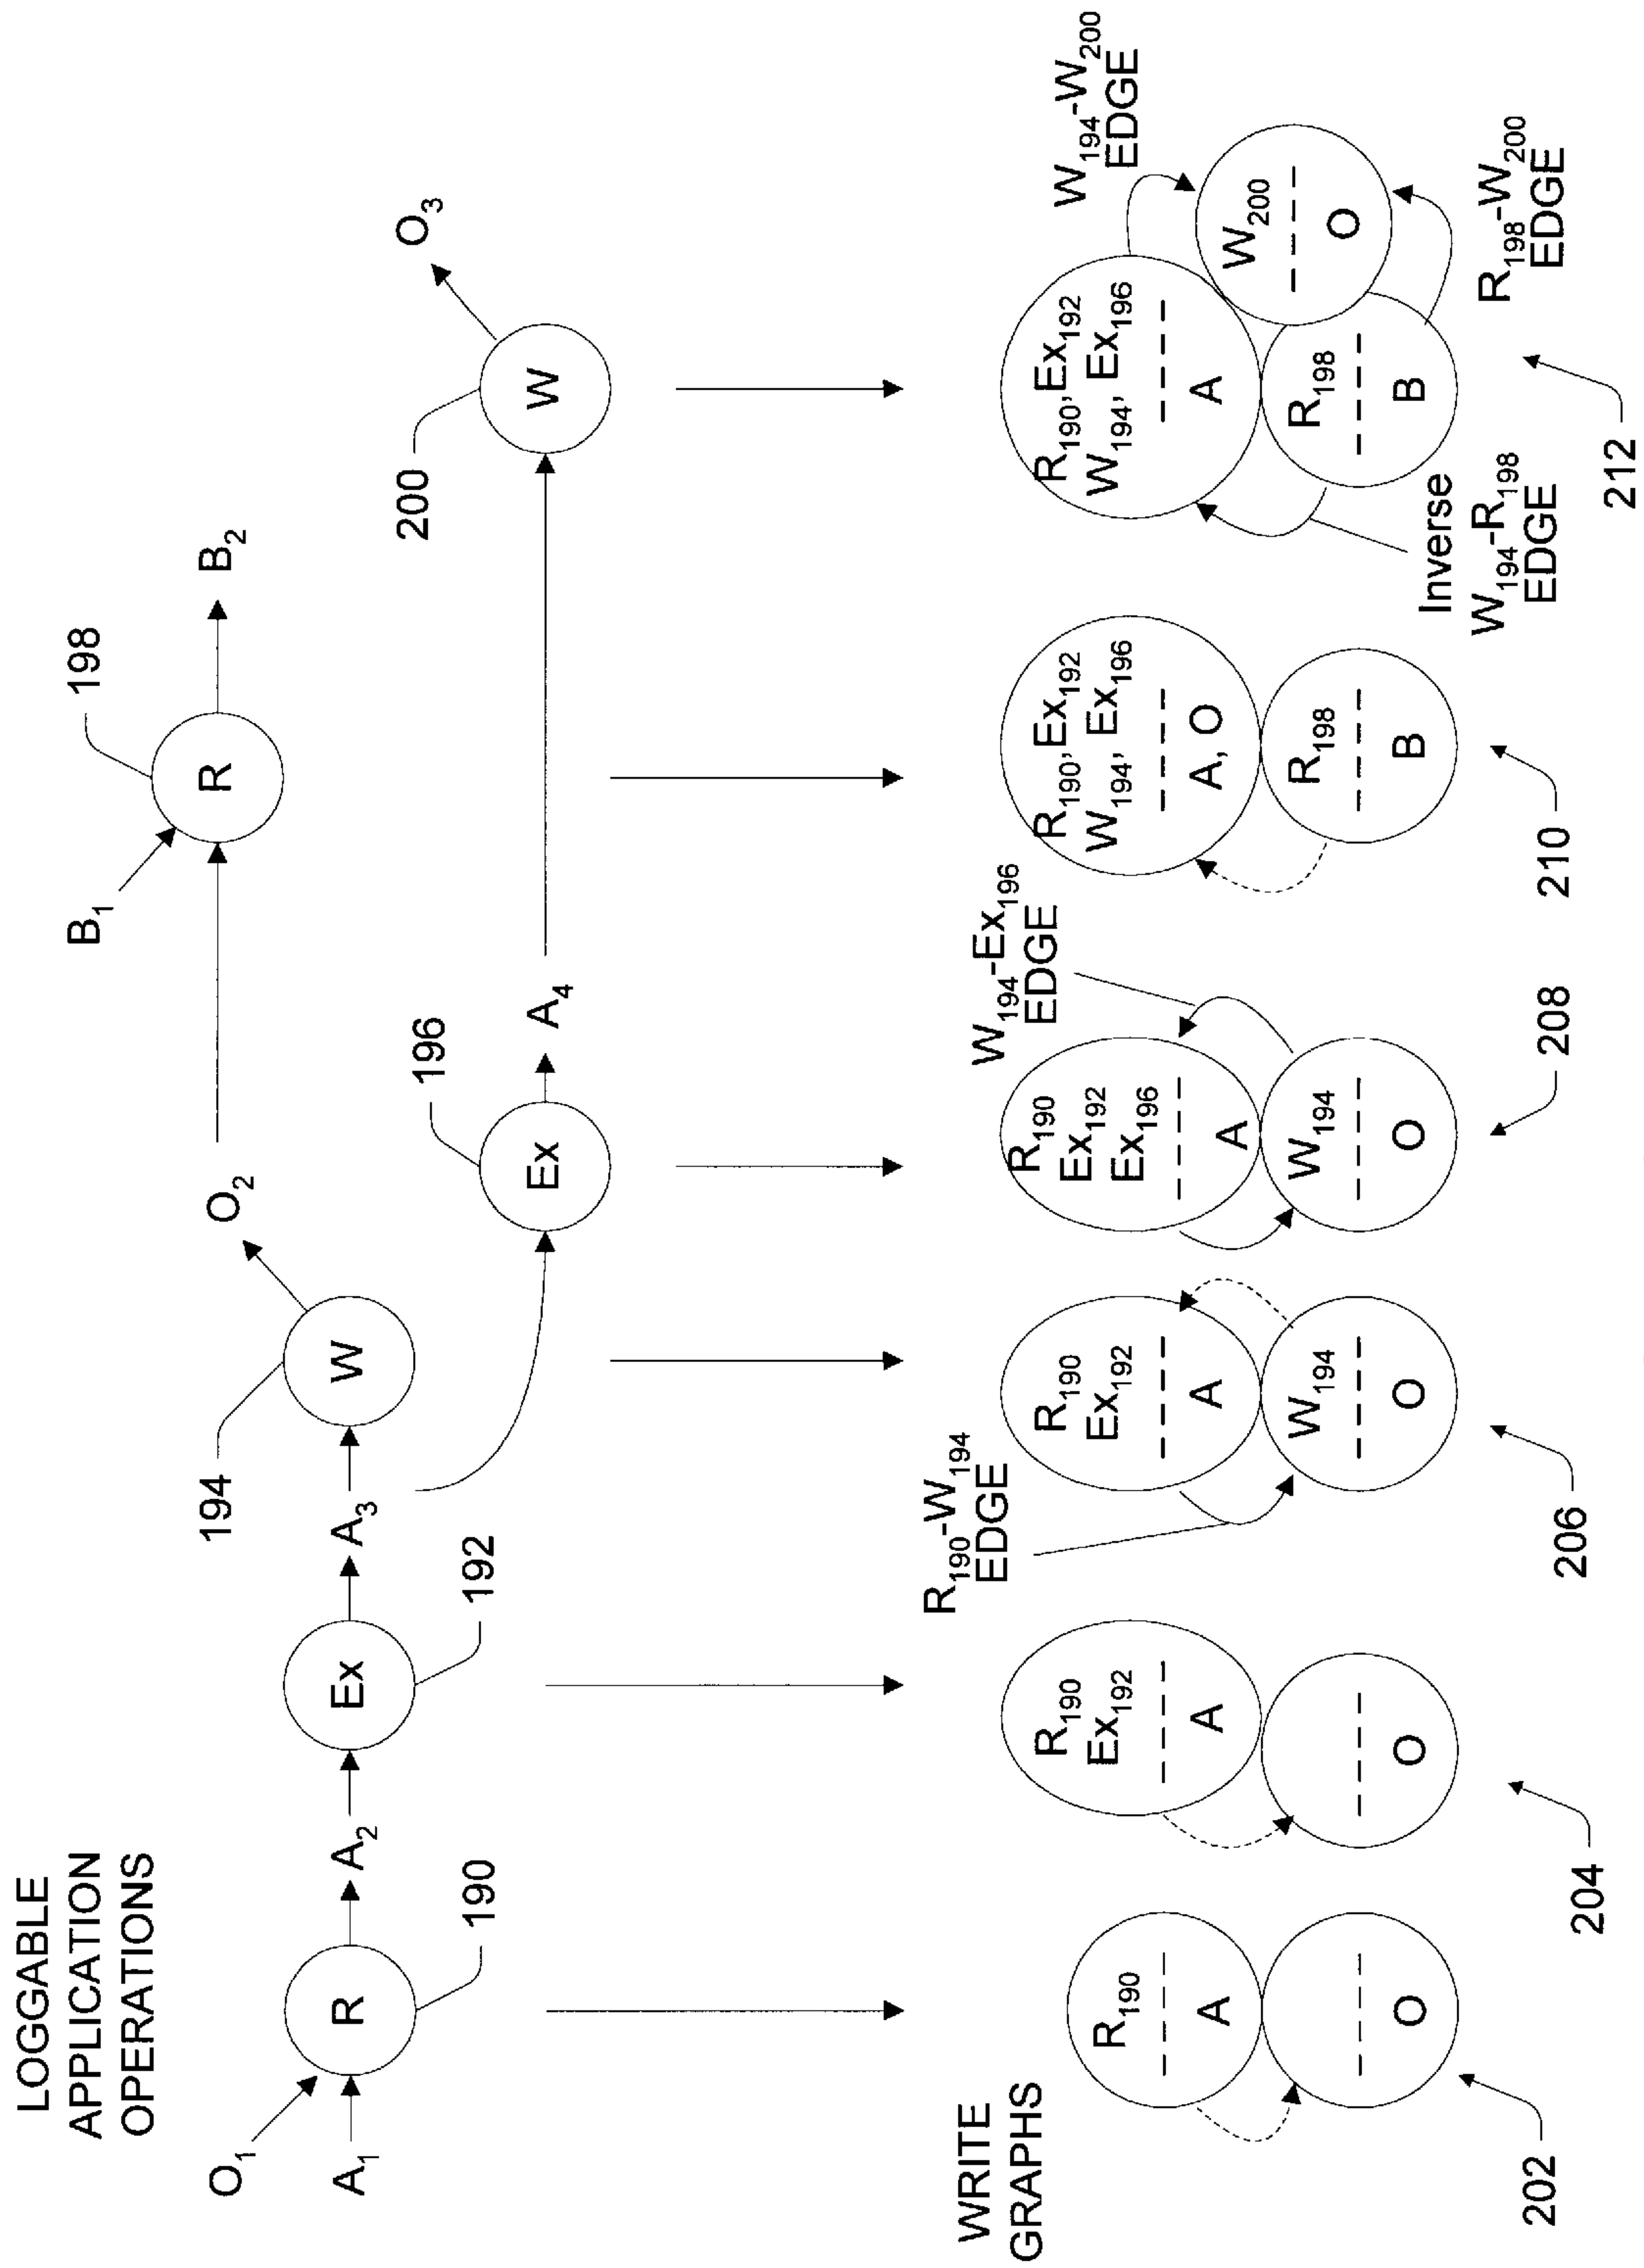 LOGGABLE
APPLICATION
OPERATIONS
O1
A1
R
190
A2
Ex
192
A3
W
194
O2
Ex
196
A4
B1
R
198
B2
W
200
O3
WRITE
GRAPHS
R190
A
O
202
R190
Ex192
A
O
204
R190-W194
EDGE
R190
Ex192
A
W194
O
206
W194-Ex196
EDGE
R190
Ex192
Ex196
A
W194
O
208
R190, Ex192
W194, Ex196
A, O
R198
B
210
R190, Ex192
W194, Ex196
A
R198
B
W200
O
W194-W200
EDGE
R198-W200
EDGE
Inverse
W194-R198
EDGE
212